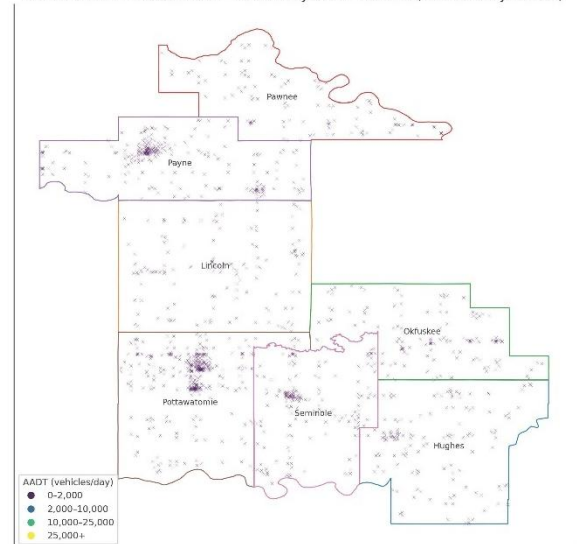 Pawnee
Payne
Lincoln
Okfuskee
Pottawatomie
Seminole
Hughes
AADT (vehicles/day)
0–2,000
2,000–10,000
10,000–25,000
25,000+